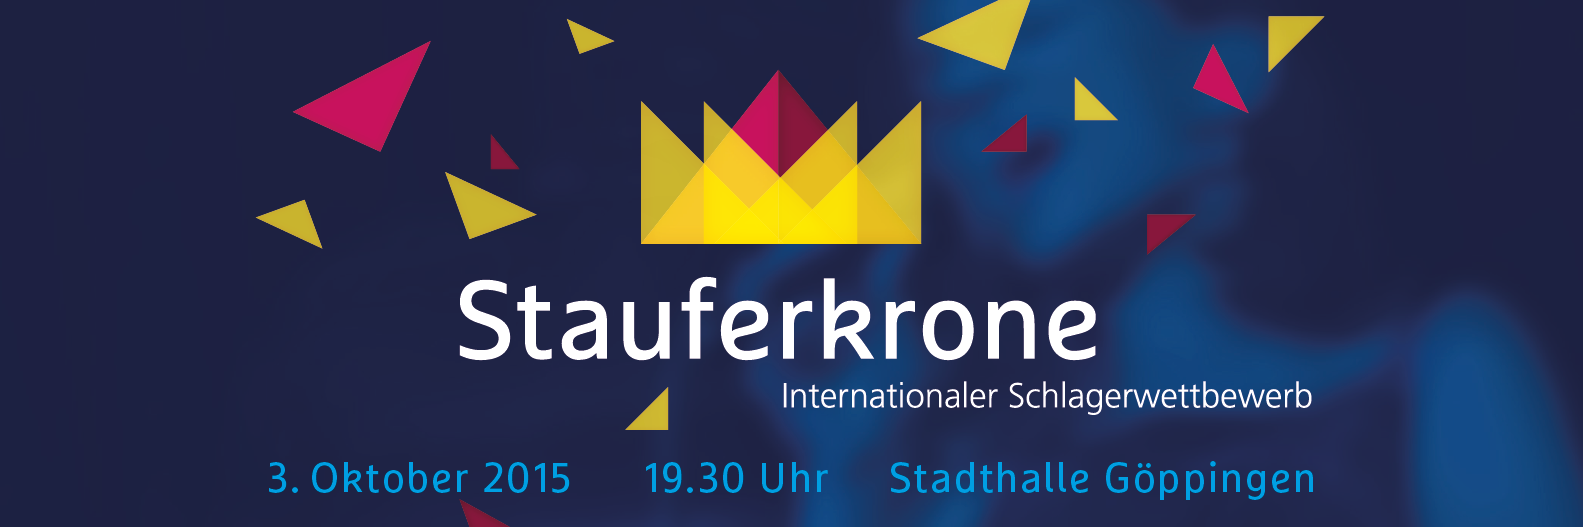 Stauferkrone
Internationaler Schlagerwettbewerb
3. Oktober 2015 19.30 Uhr Stadthalle Göppingen